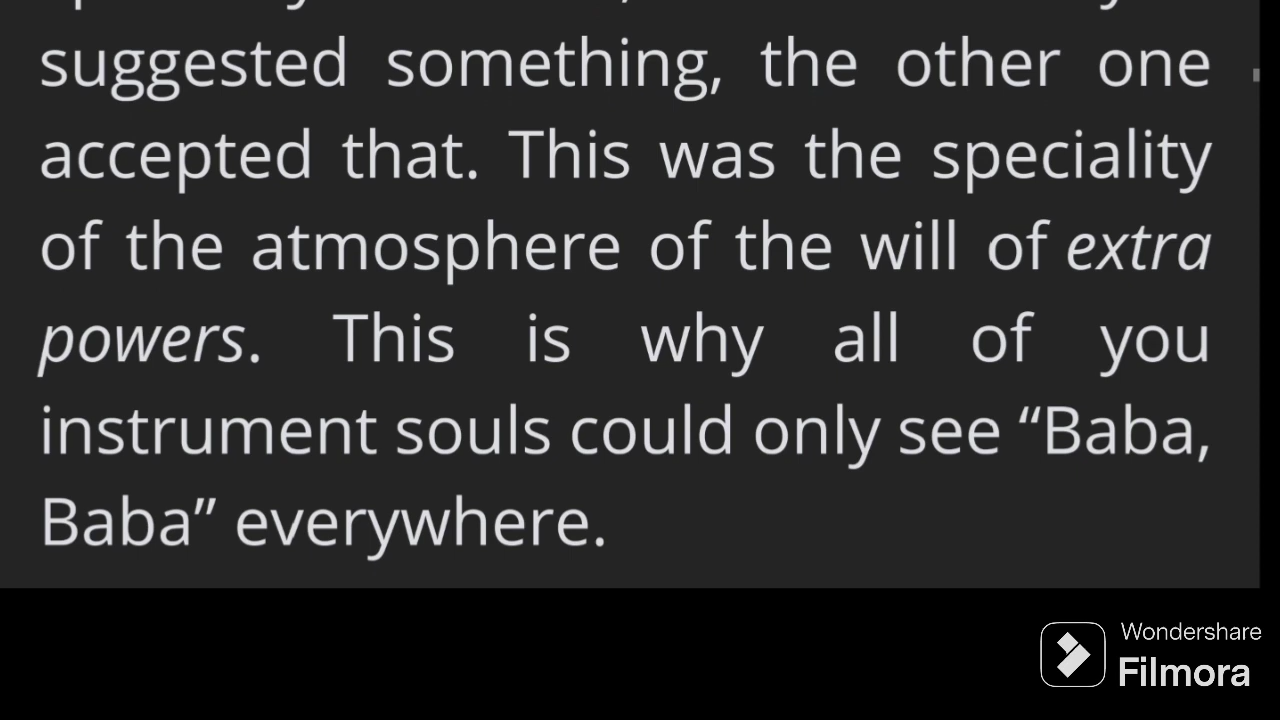 suggested something, the other one
accepted that. This was the speciality
of the atmosphere of the will of extra
powers. This is why all of you
instrument souls could only see “Baba,
Baba” everywhere.
Wondershare
Filmora